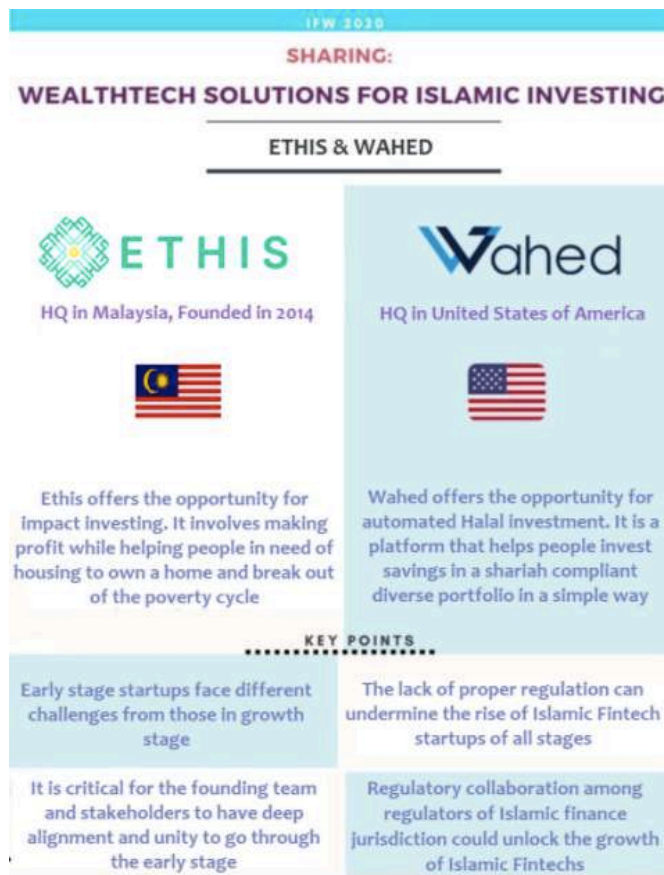 IFW 2020
SHARING:
WEALTHTECH SOLUTIONS FOR ISLAMIC INVESTING
ETHIS & WAHED
ETHIS
HQ in Malaysia, Founded in 2014
Ethis offers the opportunity for
impact investing. It involves making
profit while helping people in need of
housing to own a home and break out
of the poverty cycle
Wahed
HQ in United States of America
Wahed offers the opportunity for
automated Halal investment. It is a
platform that helps people invest
savings in a shariah compliant
diverse portfolio in a simple way
KEY POINTS
Early stage startups face different
challenges from those in growth
stage
The lack of proper regulation can
undermine the rise of Islamic Fintech
startups of all stages
It is critical for the founding team
and stakeholders to have deep
alignment and unity to go through
the early stage
Regulatory collaboration among
regulators of Islamic finance
jurisdiction could unlock the growth
of Islamic Fintechs